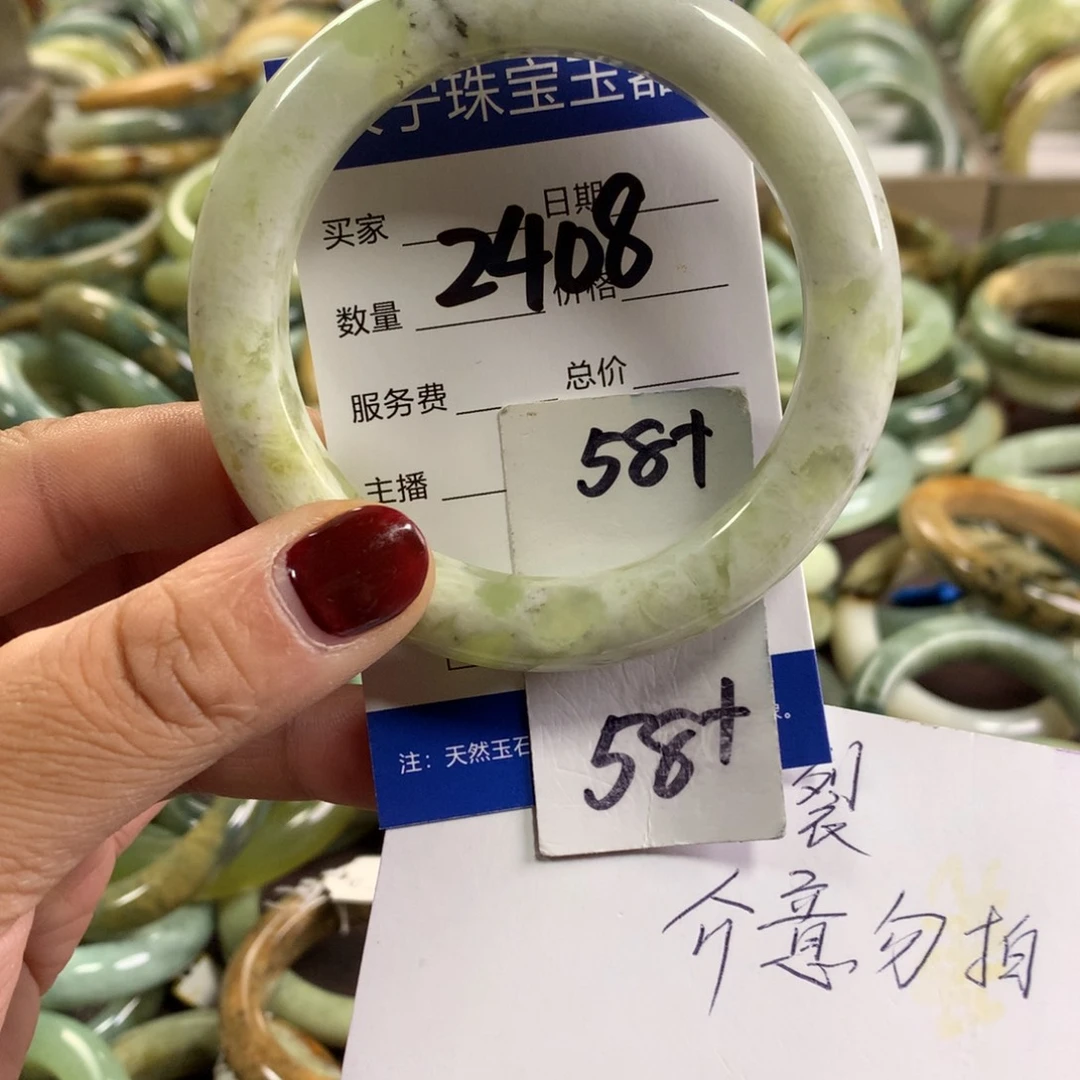 宁珠宝玉器
买家 日期
2408
数量 价格
服务费 总价
58+
主播
58+
注：天然玉石
裂
介意勿拍